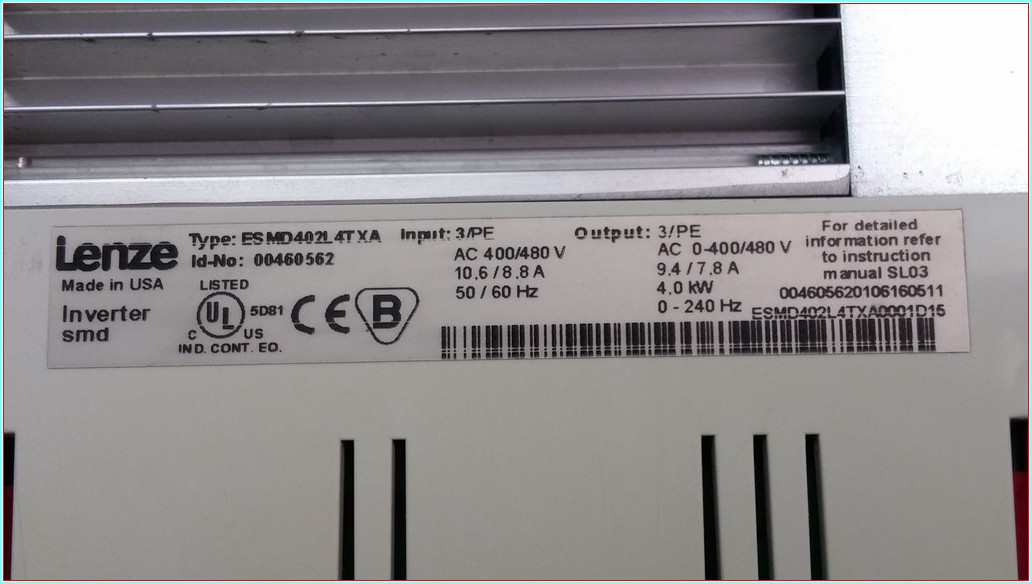 Lenze
Made in USA
Inverter
smd
Type: ESMD402L4TXA
Id-No: 00460562
LISTED
UL
5D81
C US
IND. CONT. EQ.
CE
B
Input: 3/PE
AC 400/480 V
10.6 / 8.8 A
50 / 60 Hz
Output: 3/PE
AC 0-400/480 V
9.4 / 7.8 A
4.0 kW
0 - 240 Hz
For detailed
information refer
to instruction
manual SL03
004605620106160511
ESMD402L4TXA0001D15